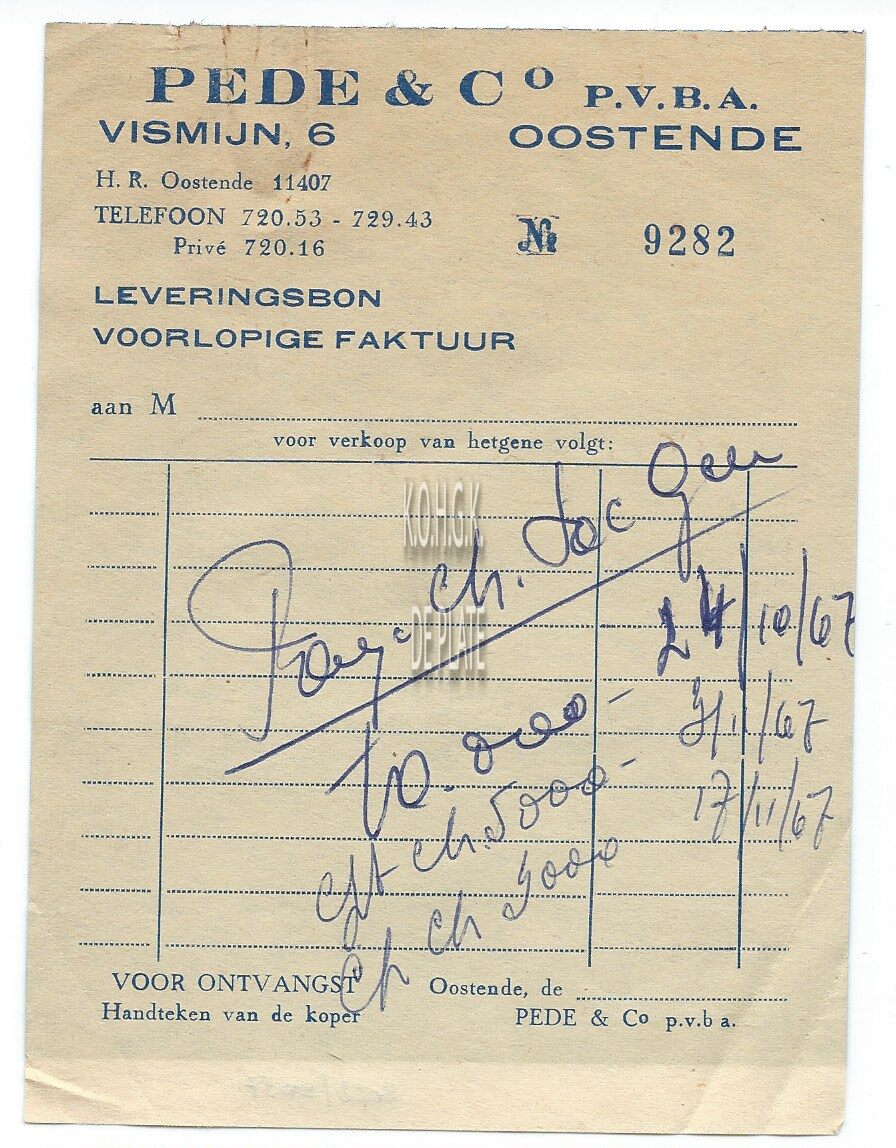 PEDE & Cº P.V.B.A.
VISMIJN, 6 OOSTENDE
H. R. Oostende 11407
TELEFOON 720.53 - 729.43
Privé 720.16
Nº 9282
LEVERINGSBON
VOORLOPIGE FAKTUUR
aan M
voor verkoop van hetgene volgt:
K.O.H.G.K.
DE PLATE
ch.
24/10/67
10.000- 3/11/67
ch. 5000- 17/11/67
ch
VOOR ONTVANGST Oostende, de
Handteken van de koper PEDE & Co p.v.b a.